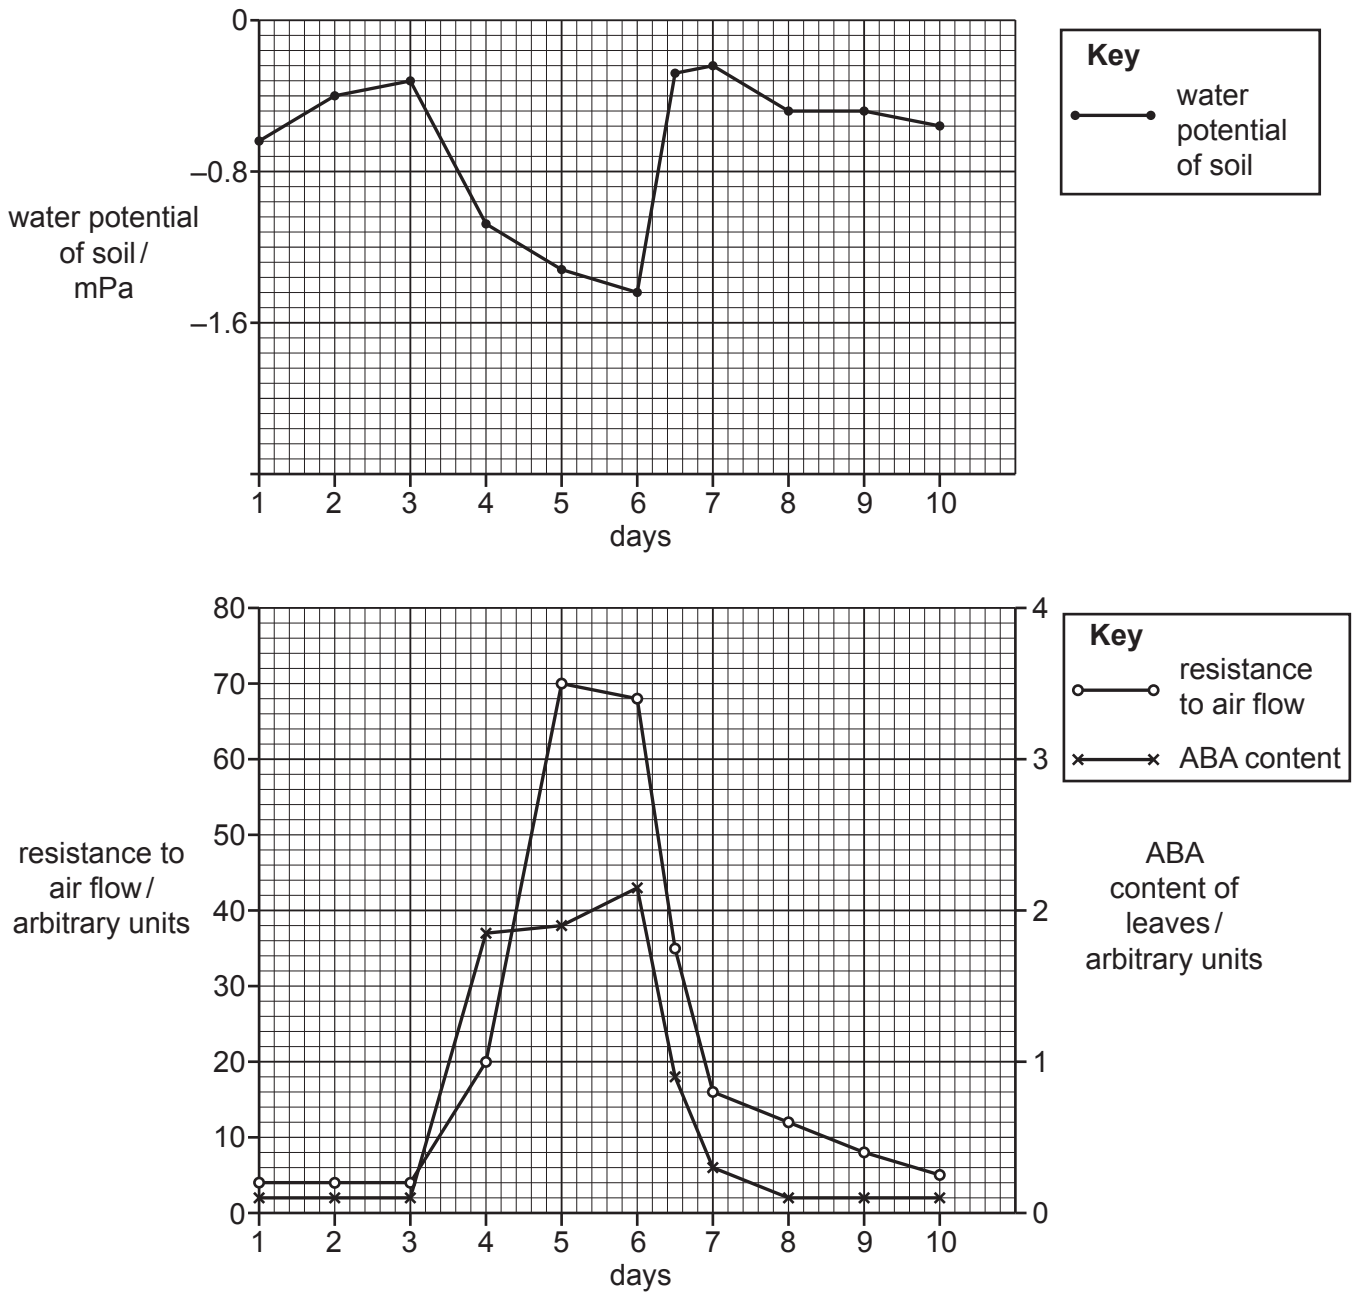 0
–0.8
–1.6
water potential
of soil /
mPa
1 2 3 4 5 6 7 8 9 10
days
Key
water
potential
of soil
80
70
60
50
40
30
20
10
0
resistance to
air flow /
arbitrary units
1 2 3 4 5 6 7 8 9 10
days
4
3
2
1
0
Key
resistance
to air flow
ABA content
ABA
content of
leaves /
arbitrary units